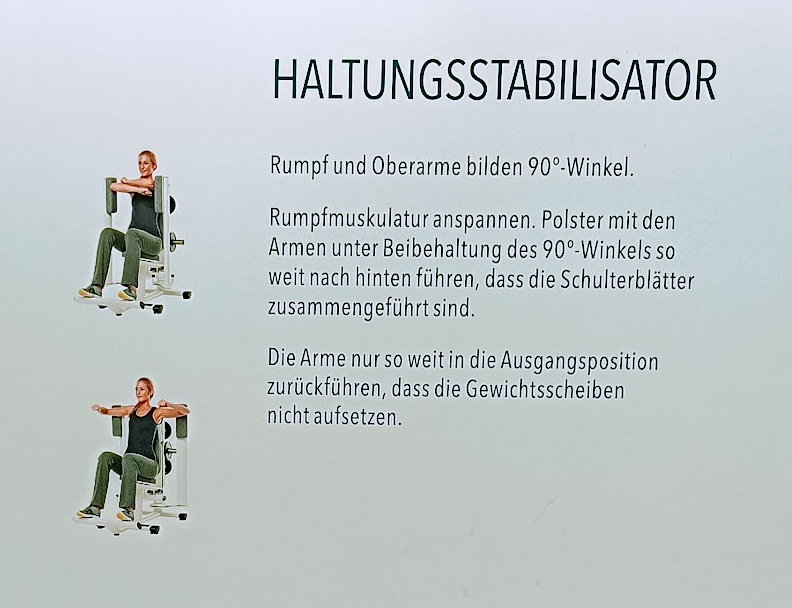 HALTUNGSSTABILISATOR
Rumpf und Oberarme bilden 90º-Winkel.
Rumpfmuskulatur anspannen. Polster mit den
Armen unter Beibehaltung des 90º-Winkels so
weit nach hinten führen, dass die Schulterblätter
zusammengeführt sind.
Die Arme nur so weit in die Ausgangsposition
zurückführen, dass die Gewichtsscheiben
nicht aufsetzen.